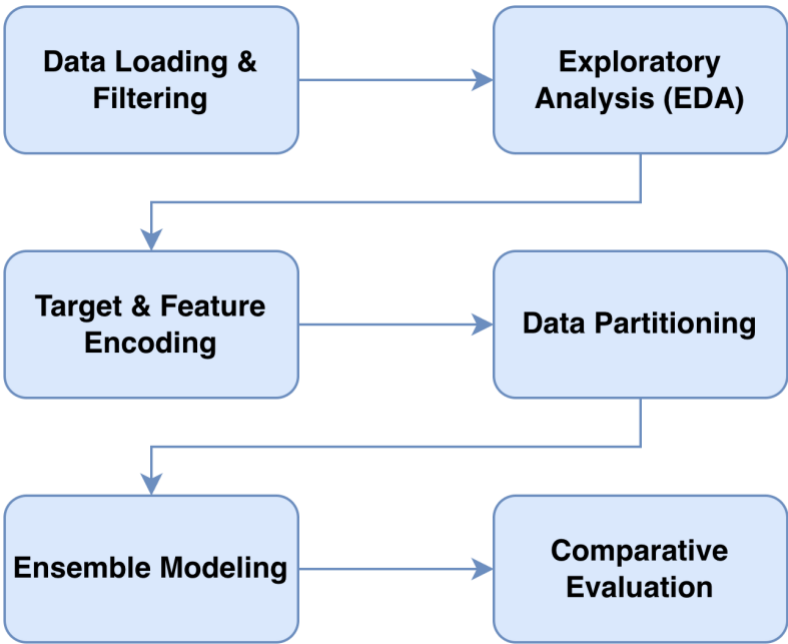 Data Loading &
Filtering
Exploratory
Analysis (EDA)
Target & Feature
Encoding
Data Partitioning
Ensemble Modeling
Comparative
Evaluation